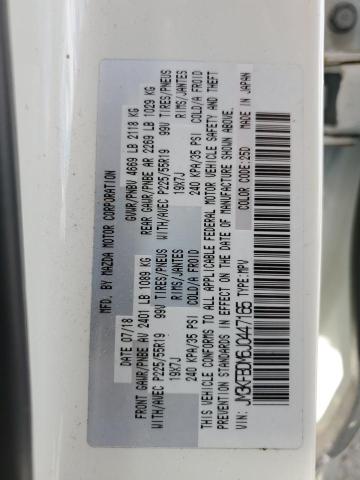 MFD. BY MAZDA MOTOR CORPORATION
DATE 07/18 GVWR/PNBV 4669 LB 2118 KG
FRONT GAWR/PNBE AV 2401 LB 1089 KG REAR GAWR/PNBE AR 2269 LB 1029 KG
WITH/AVEC P225/55R19 99V TIRES/PNEUS WITH/AVEC P225/55R19 99V TIRES/PNEUS
19X7J RIMS/JANTES 19X7J RIMS/JANTES
240 KPA/35 PSI COLD/A FROID 240 KPA/35 PSI COLD/A FROID
THIS VEHICLE CONFORMS TO ALL APPLICABLE FEDERAL MOTOR VEHICLE SAFETY AND THEFT
PREVENTION STANDARDS IN EFFECT ON THE DATE OF MANUFACTURE SHOWN ABOVE.
VIN: JM3KFBDM6J0447165 TYPE: MPV COLOR CODE: 25D MADE IN JAPAN